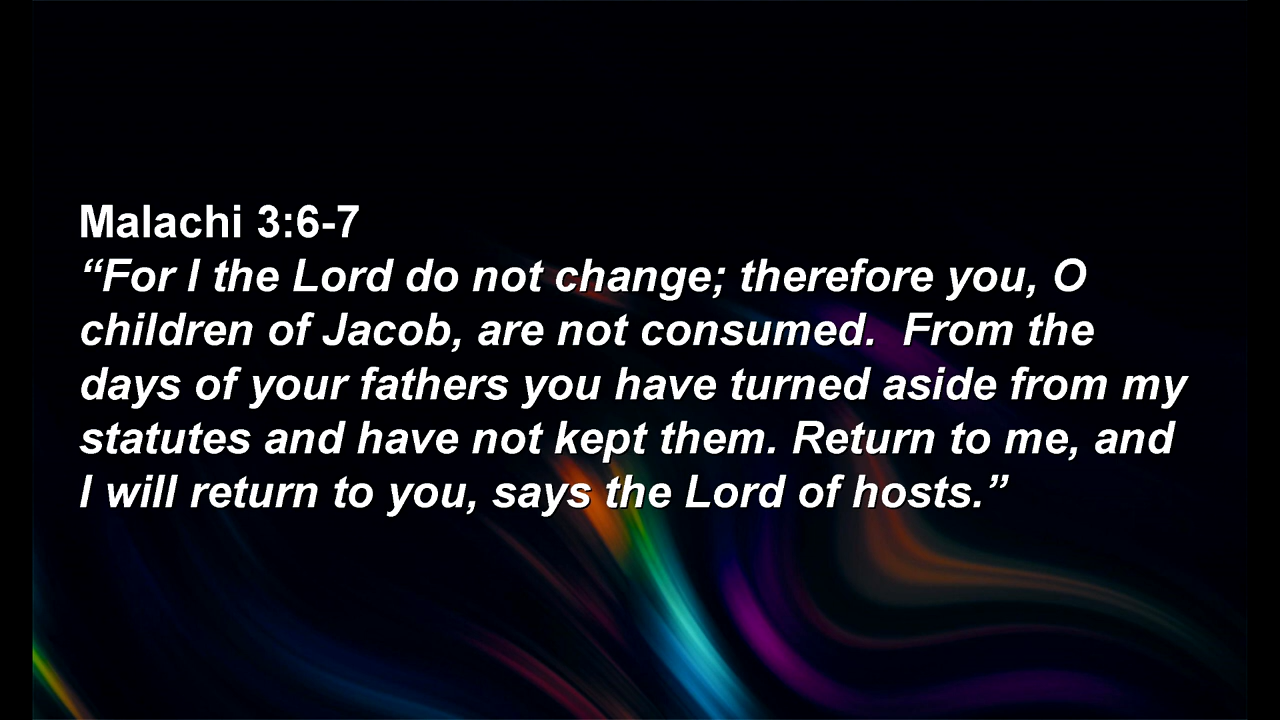 Malachi 3:6-7
“For I the Lord do not change; therefore you, O
children of Jacob, are not consumed.  From the
days of your fathers you have turned aside from my
statutes and have not kept them. Return to me, and
I will return to you, says the Lord of hosts.”